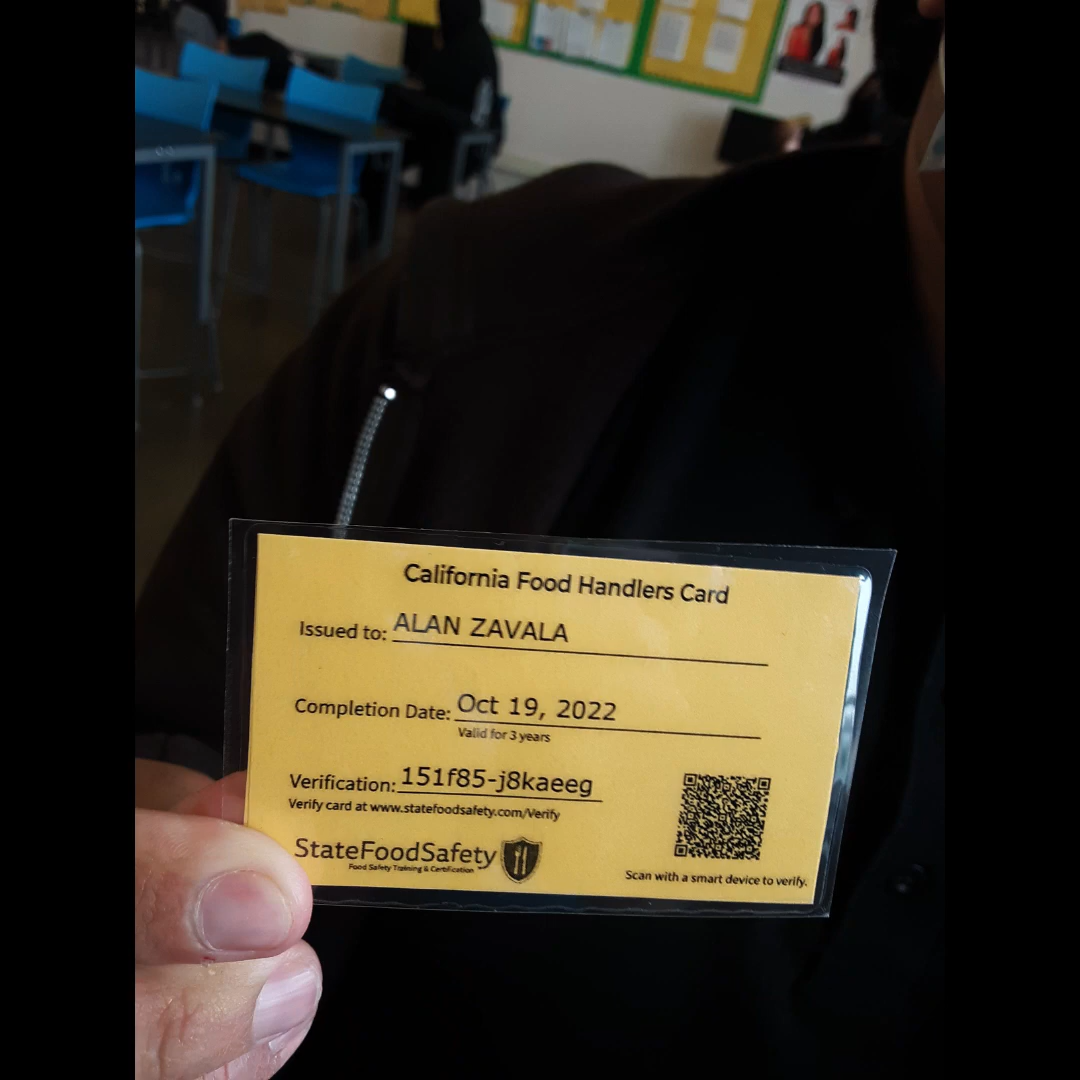 California Food Handlers Card
Issued to: ALAN ZAVALA
Completion Date: Oct 19, 2022
Valid for 3 years
Verification: 151f85-j8kaeeg
Verify card at www.statefoodsafety.com/Verify
StateFoodSafety
Food Safety Training & Certification
Scan with a smart device to verify.